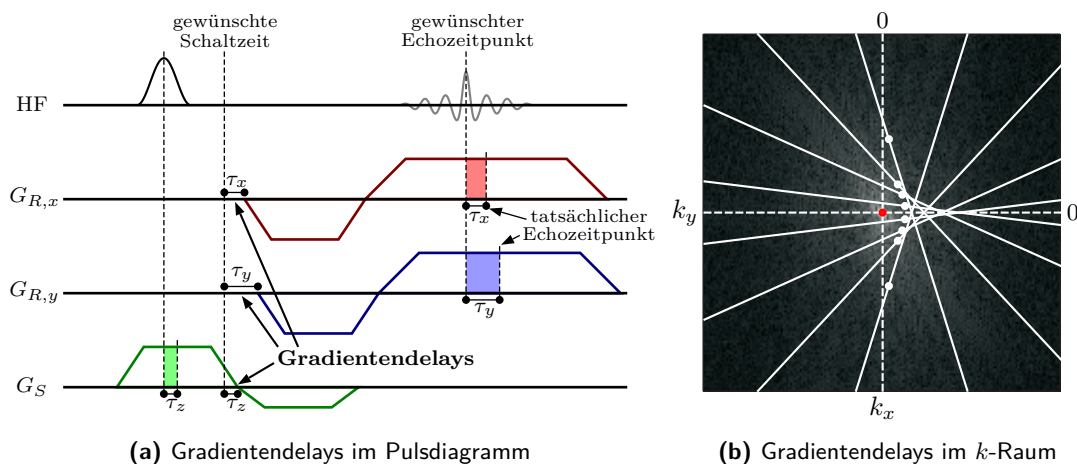 gewünschte
Schaltzeit
gewünschter
Echozeitpunkt
HF
τx
G_{R,x}
τx
tatsächlicher
Echozeitpunkt
τy
G_{R,y}
τy
Gradientendelays
G_S
τz
τz
(a) Gradientendelays im Pulsdiagramm
0
k_y
0
k_x
(b) Gradientendelays im k-Raum